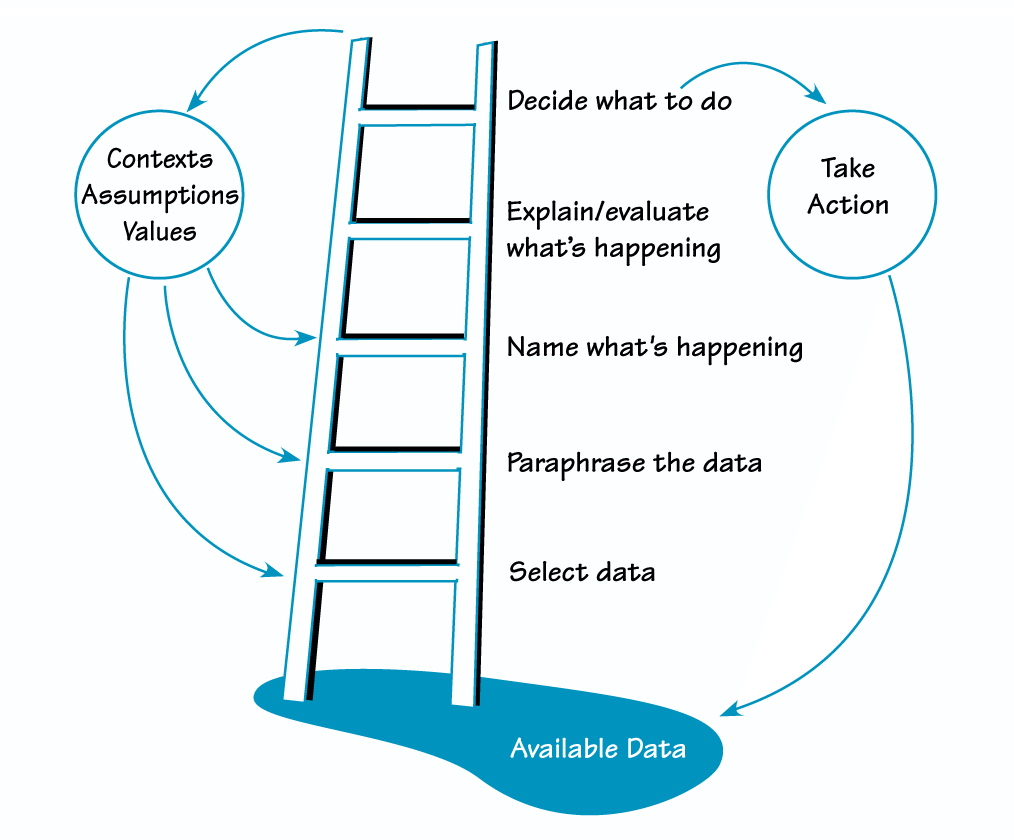 Contexts
Assumptions
Values
Decide what to do
Explain/evaluate
what's happening
Name what's happening
Paraphrase the data
Select data
Take
Action
Available Data